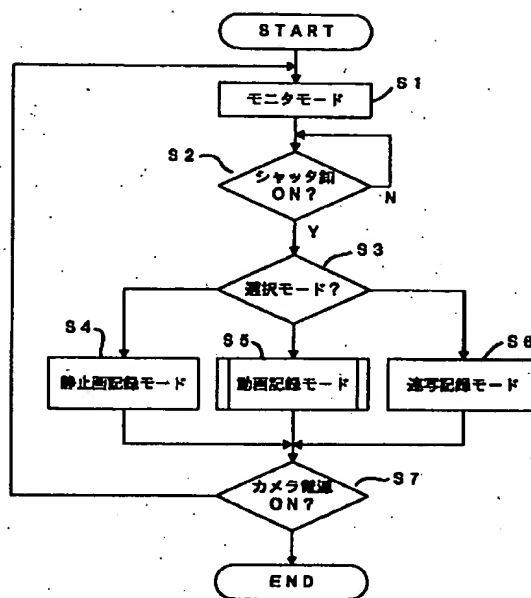 START
S1
モニタモード
S2
シャッタ釦
ON?
N
Y
S3
選択モード?
S4
静止画記録モード
S5
動画記録モード
S6
連写記録モード
カメラ電源
ON?
S7
END